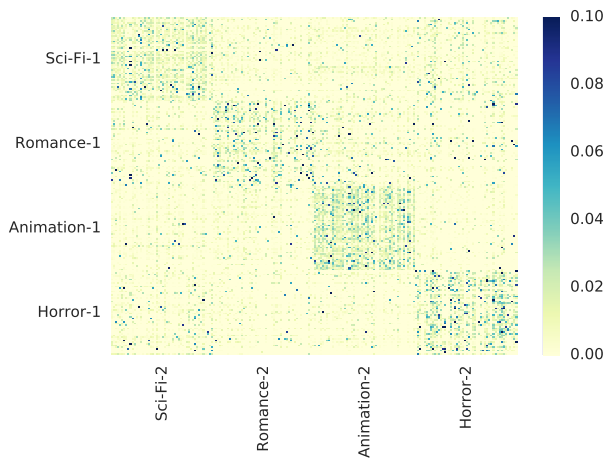 Sci-Fi-1
Romance-1
Animation-1
Horror-1
Sci-Fi-2
Romance-2
Animation-2
Horror-2
0.10
0.08
0.06
0.04
0.02
0.00